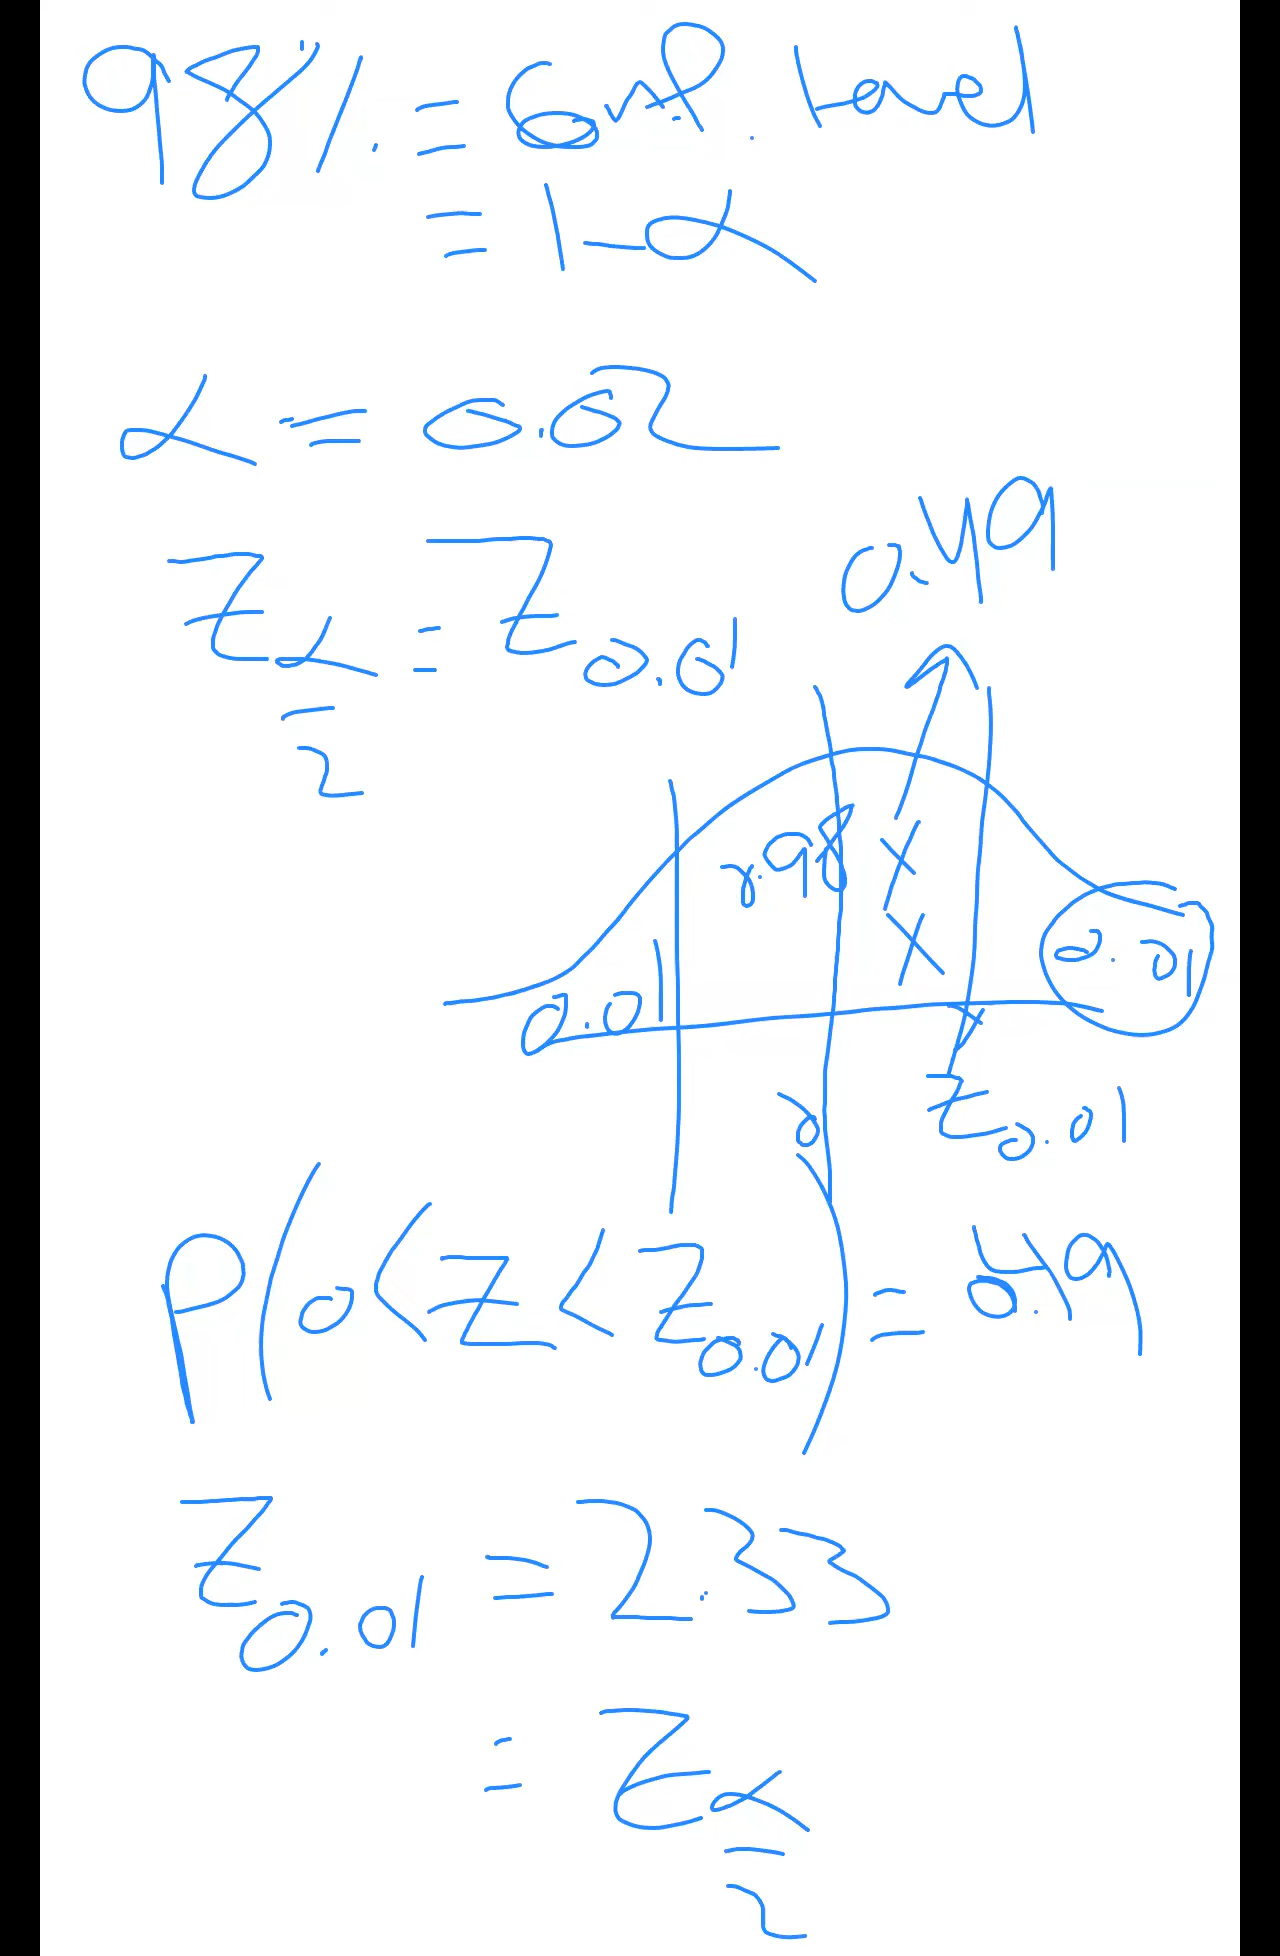 98% = Conf. Level
= 1-α
α = 0.02
0.49
Zα/2 = Z0.01
0.98
0.01
0.01
0
Z0.01
P(0<Z<Z0.01) = 0.49
Z0.01 = 2.33
= Zα/2